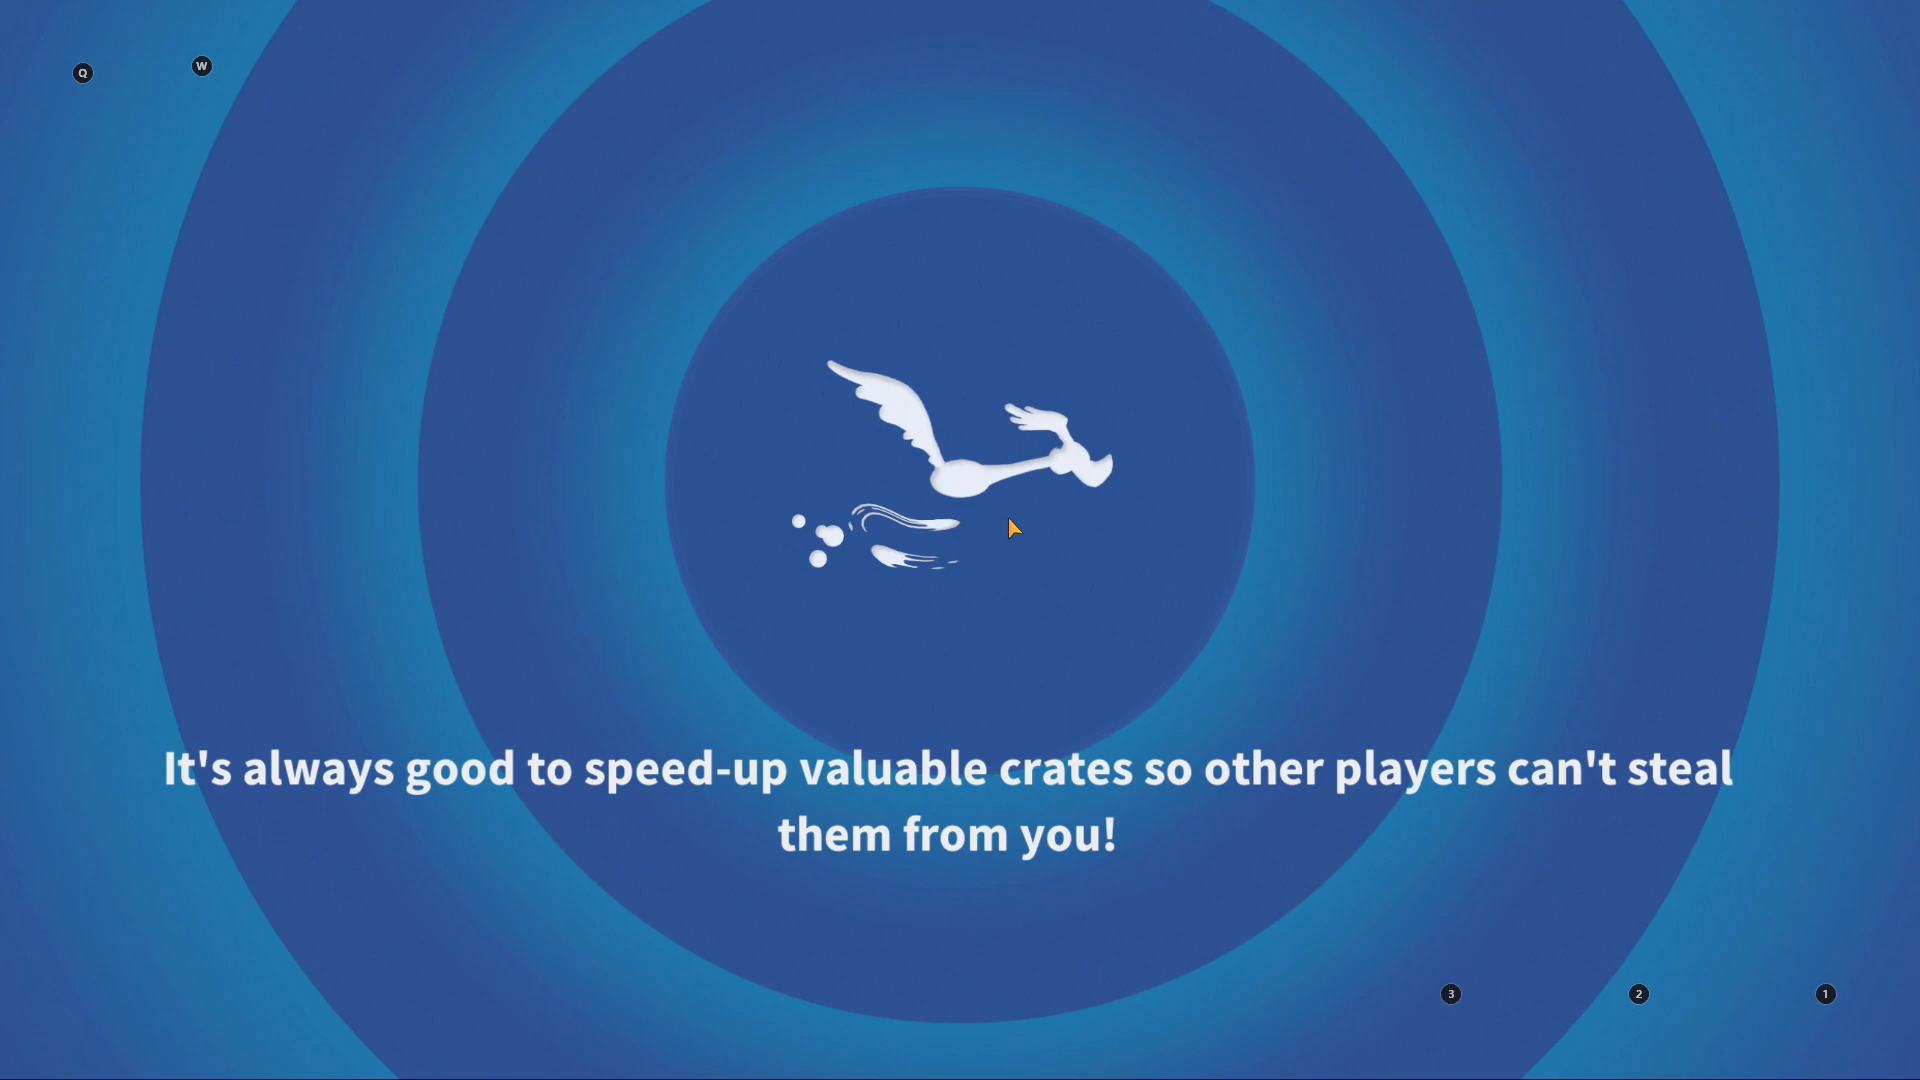 Q
W
It's always good to speed-up valuable crates so other players can't steal
them from you!
3
2
1